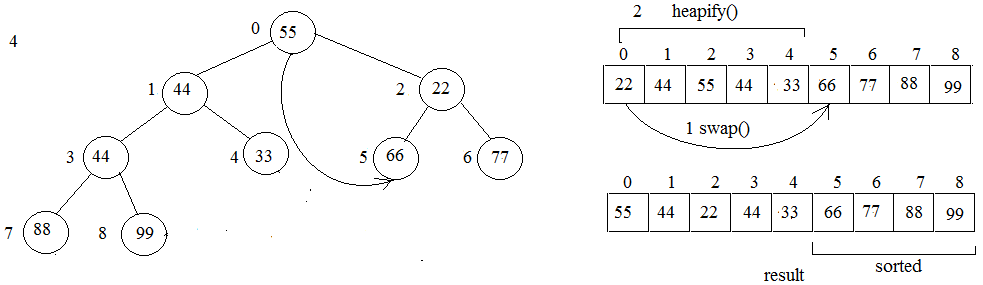 4
0 55
1 44
2 22
3 44
4 33
5 66
6 77
7 88
8 99
2 heapify()
0 1 2 3 4 5 6 7 8
22 44 55 44 33 66 77 88 99
1 swap()
0 1 2 3 4 5 6 7 8
55 44 22 44 33 66 77 88 99
sorted
result